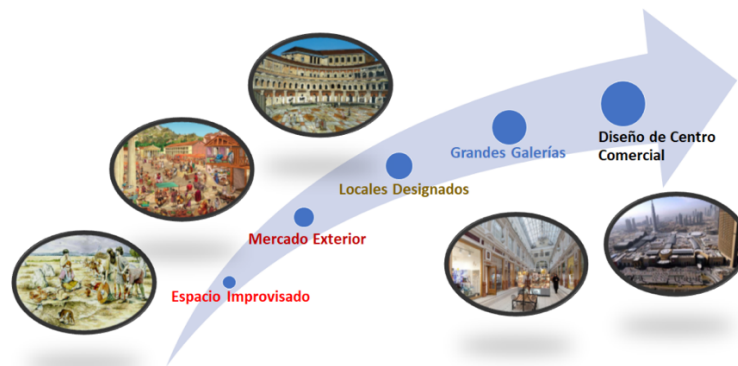 Espacio Improvisado
Mercado Exterior
Locales Designados
Grandes Galerías
Diseño de Centro
Comercial